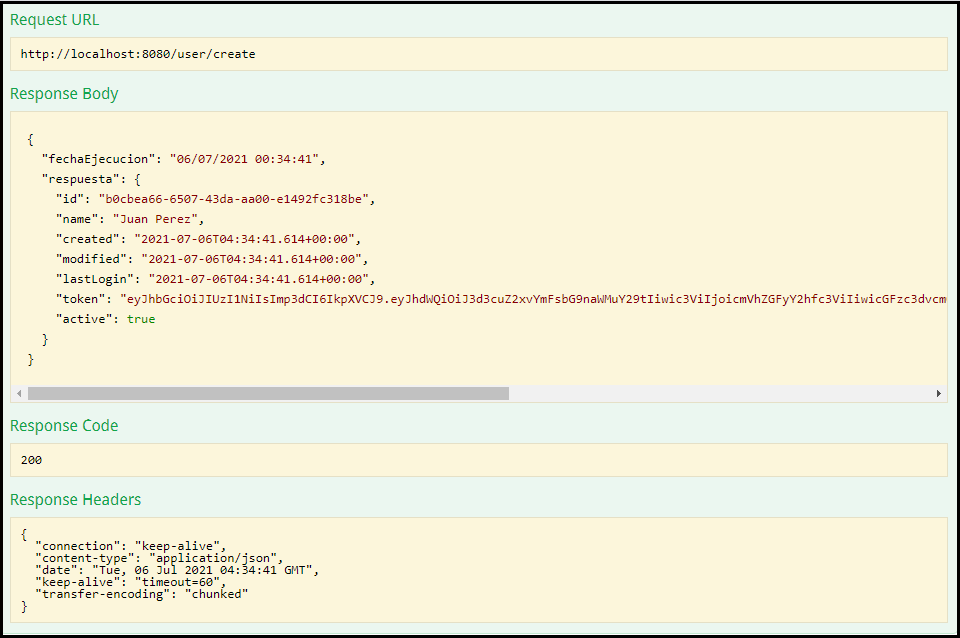 Request URL
http://localhost:8080/user/create
Response Body
{
  "fechaEjecucion": "06/07/2021 00:34:41",
  "respuesta": {
    "id": "b0cbea66-6507-43da-aa00-e1492fc318be",
    "name": "Juan Perez",
    "created": "2021-07-06T04:34:41.614+00:00",
    "modified": "2021-07-06T04:34:41.614+00:00",
    "lastLogin": "2021-07-06T04:34:41.614+00:00",
    "token": "eyJhbGciOiJIUzI1NiIsImp3dCI6IkpXVCJ9.eyJhdWQiOiJ3d3cuZ2xvYmFsbG9naWMuY29tIiwic3ViIjoicmVhZGFyY2hfc3ViIiwicGFzc3dvcm
    "active": true
  }
}
Response Code
200
Response Headers
{
  "connection": "keep-alive",
  "content-type": "application/json",
  "date": "Tue, 06 Jul 2021 04:34:41 GMT",
  "keep-alive": "timeout=60",
  "transfer-encoding": "chunked"
}